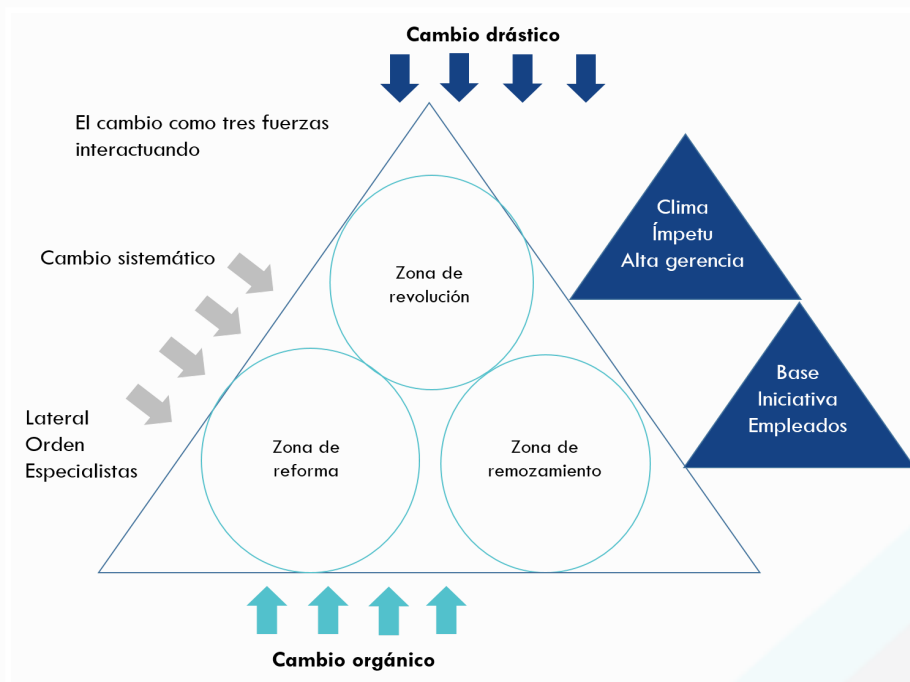 Cambio drástico
El cambio como tres fuerzas
interactuando
Clima
Ímpetu
Alta gerencia
Cambio sistemático
Zona de
revolución
Base
Iniciativa
Empleados
Lateral
Orden
Especialistas
Zona de
reforma
Zona de
remozamiento
Cambio orgánico